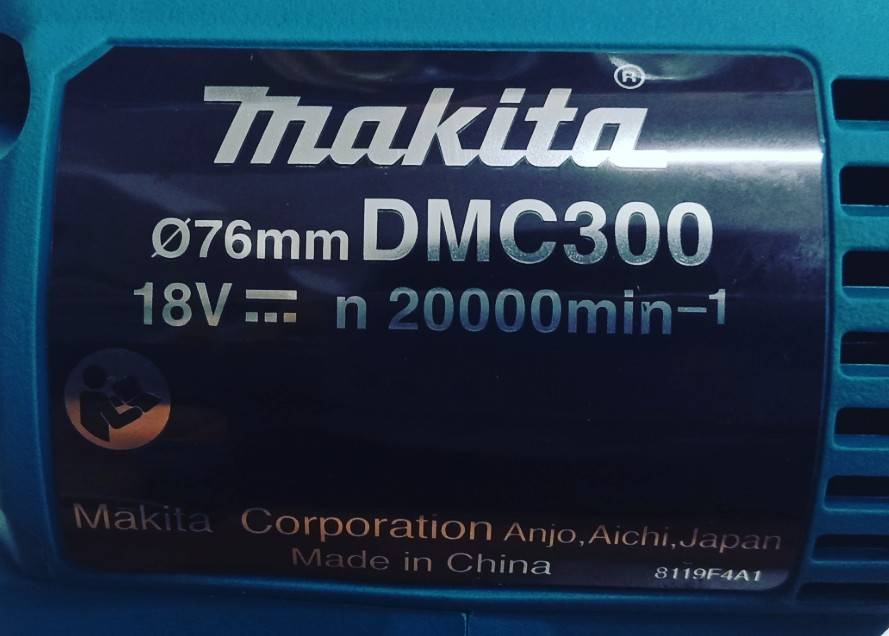 makita®
Ø76mm DMC300
18V⎓ n 20000min⁻¹
Makita Corporation Anjo,Aichi,Japan
Made in China 8119F4A1